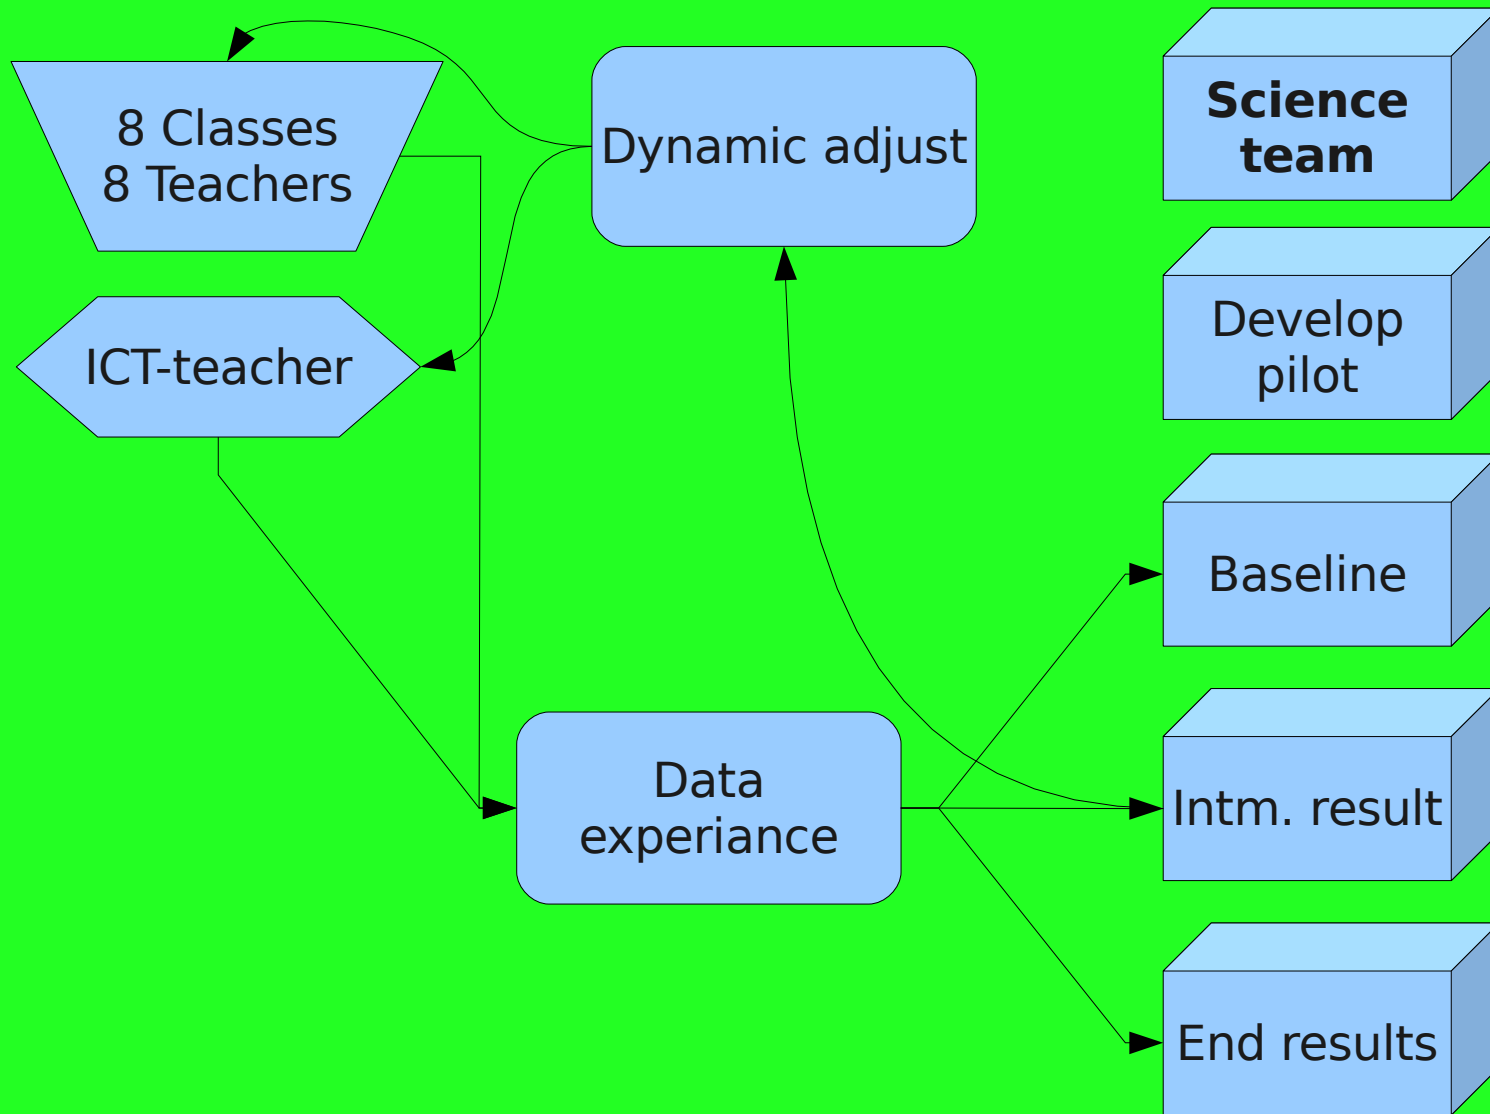 8 Classes
8 Teachers
Dynamic adjust
Science
team
ICT-teacher
Develop
pilot
Baseline
Data
experiance
Intm. result
End results